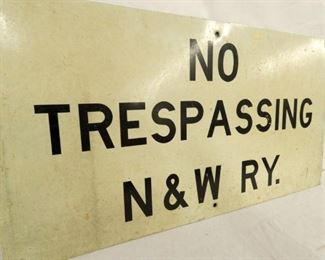 NO
TRESPASSING
N & W. RY.